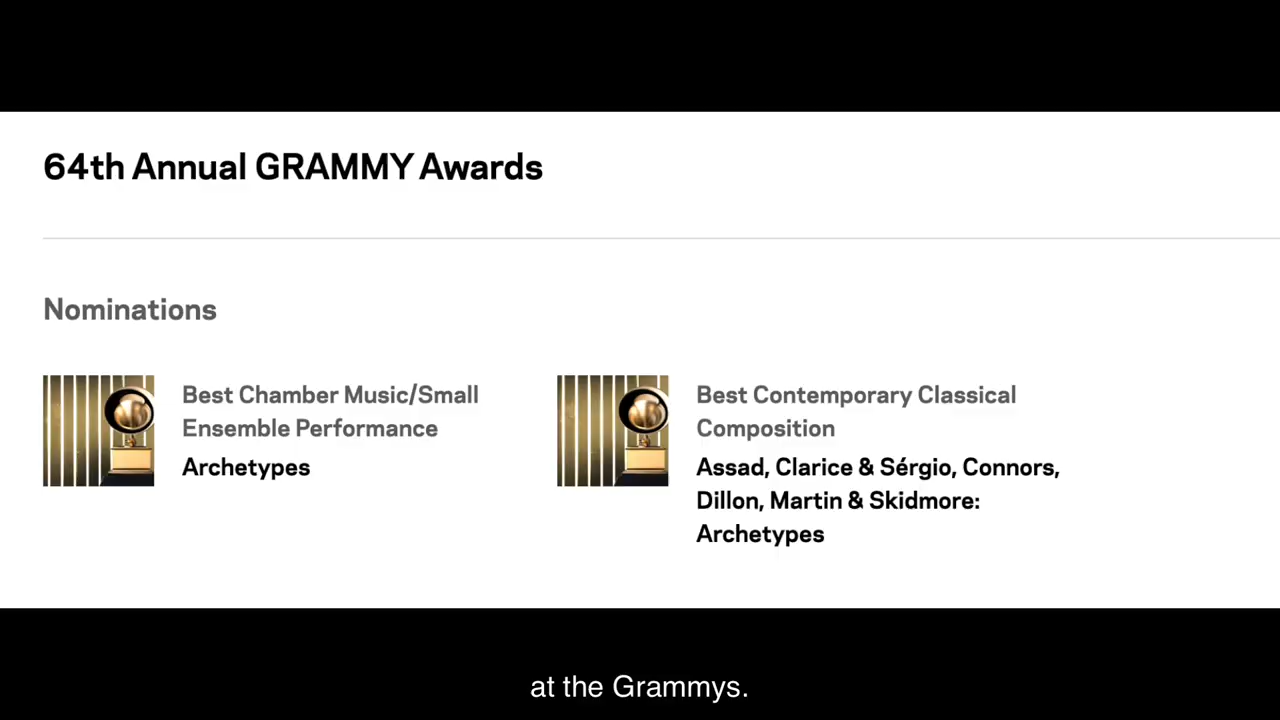 64th Annual GRAMMY Awards
Nominations
Best Chamber Music/Small
Ensemble Performance
Archetypes
Best Contemporary Classical
Composition
Assad, Clarice & Sérgio, Connors,
Dillon, Martin & Skidmore:
Archetypes
at the Grammys.